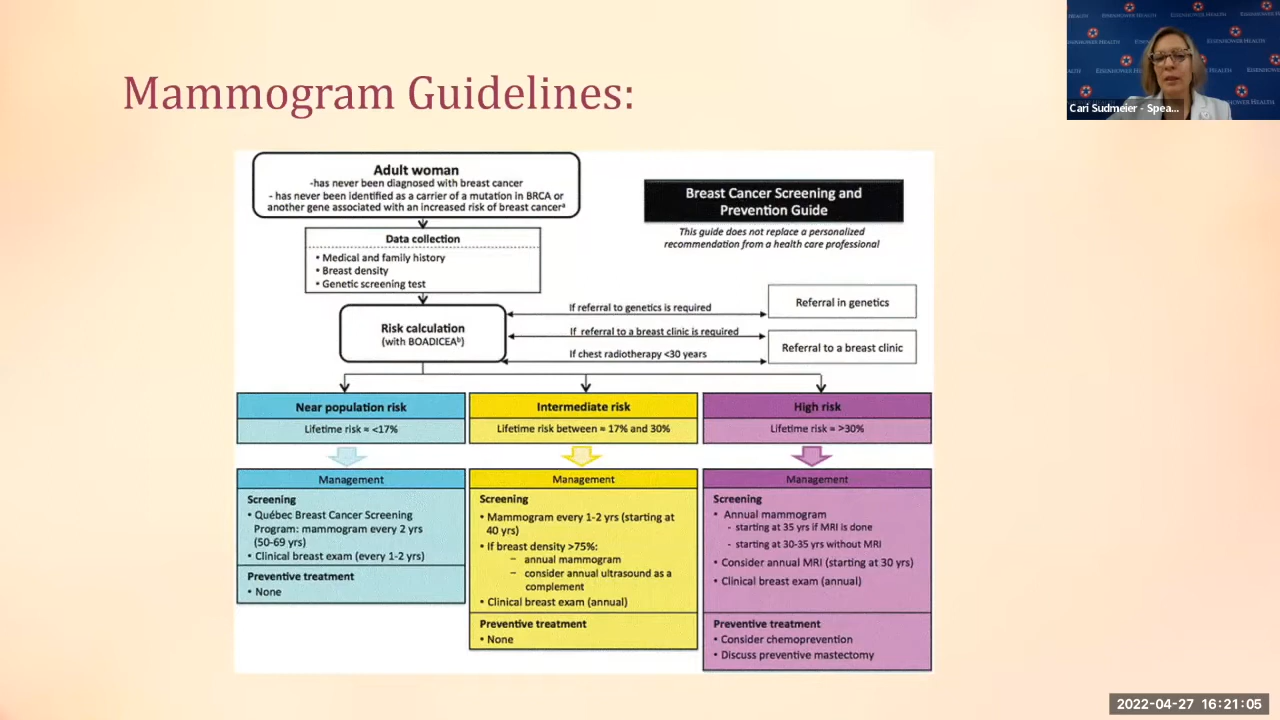 Mammogram Guidelines:
EISENHOWER HEALTH
Cari Sudmeier - Spea...
Adult woman
-has never been diagnosed with breast cancer
- has never been identified as a carrier of a mutation in BRCA or
another gene associated with an increased risk of breast cancerª
Breast Cancer Screening and
Prevention Guide
This guide does not replace a personalized
recommendation from a health care professional
Data collection
• Medical and family history
• Breast density
• Genetic screening test
Risk calculation
(with BOADICEAᵇ)
If referral to genetics is required
If referral to a breast clinic is required
If chest radiotherapy <30 years
Referral in genetics
Referral to a breast clinic
Near population risk
Lifetime risk = <17%
Management
Screening
• Québec Breast Cancer Screening
Program: mammogram every 2 yrs
(50-69 yrs)
• Clinical breast exam (every 1-2 yrs)
Preventive treatment
• None
Intermediate risk
Lifetime risk between = 17% and 30%
Management
Screening
• Mammogram every 1-2 yrs (starting at
40 yrs)
• If breast density >75%:
– annual mammogram
– consider annual ultrasound as a
complement
• Clinical breast exam (annual)
Preventive treatment
• None
High risk
Lifetime risk = >30%
Management
Screening
• Annual mammogram
- starting at 35 yrs if MRI is done
- starting at 30-35 yrs without MRI
• Consider annual MRI (starting at 30 yrs)
• Clinical breast exam (annual)
Preventive treatment
• Consider chemoprevention
• Discuss preventive mastectomy
2022-04-27 16:21:05